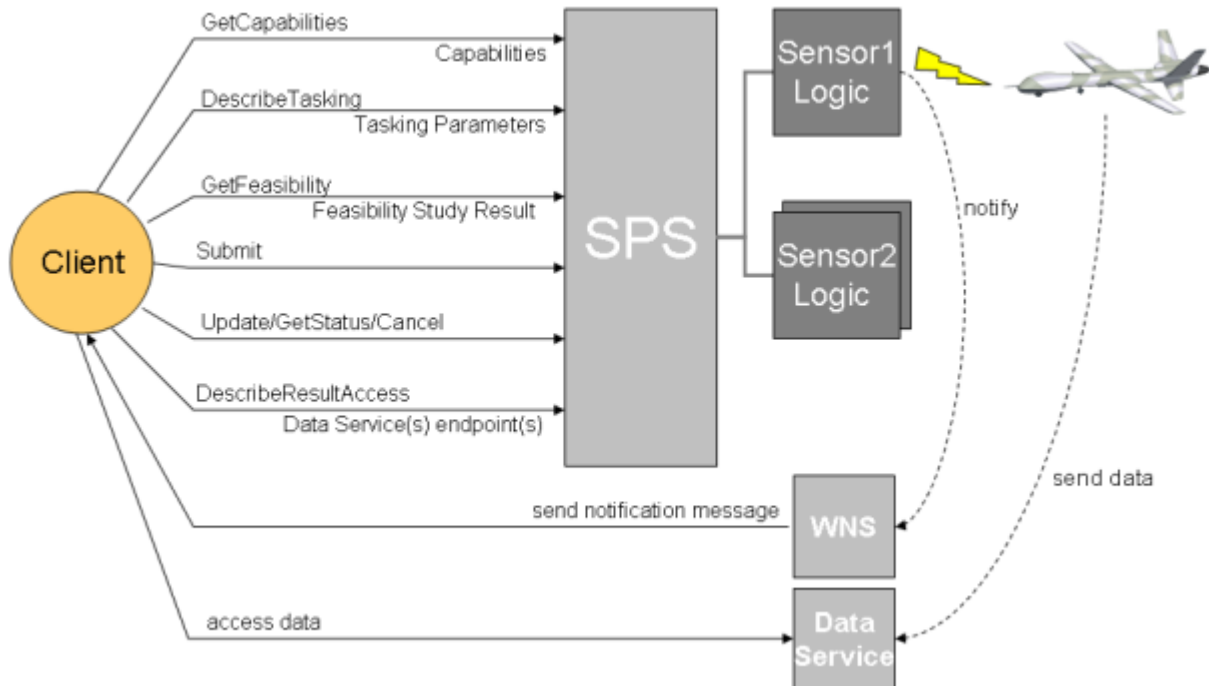 GetCapabilities
Capabilities
DescribeTasking
Tasking Parameters
GetFeasibility
Feasibility Study Result
Submit
Update/GetStatus/Cancel
DescribeResultAccess
Data Service(s) endpoint(s)
Client
SPS
Sensor1
Logic
Sensor2
Logic
notify
send data
send notification message
WNS
access data
Data
Service